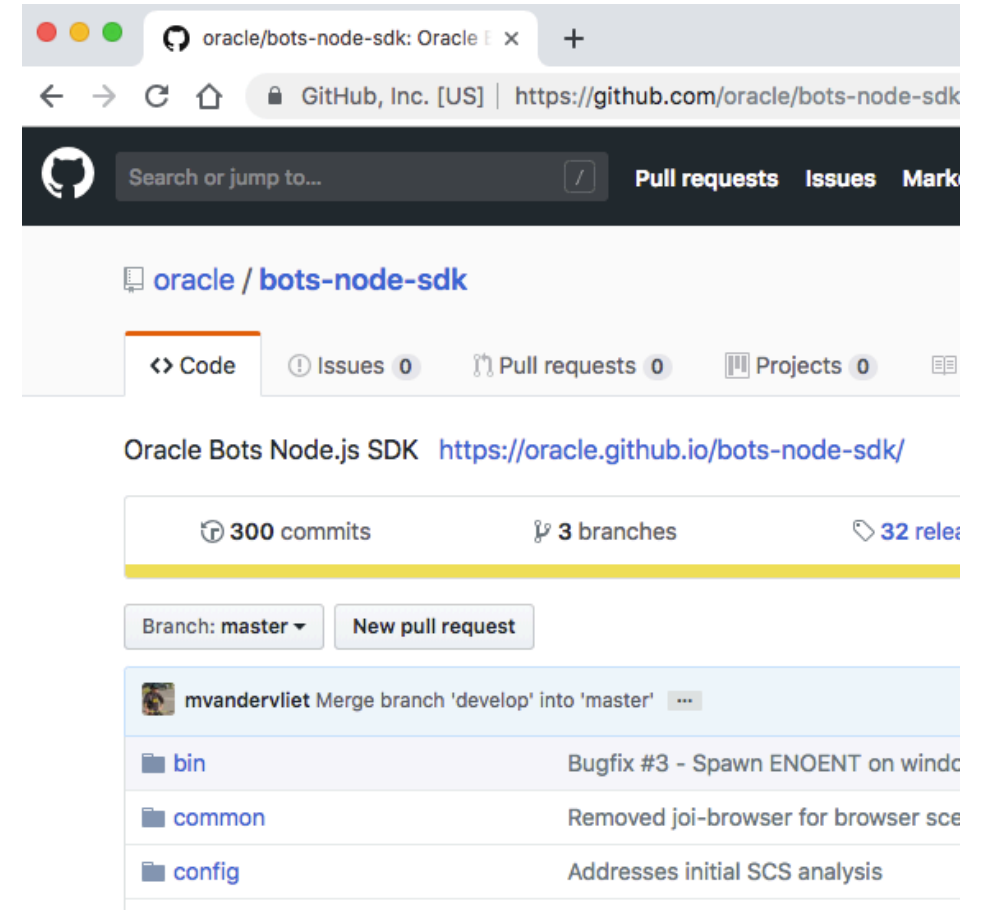 oracle/bots-node-sdk: Oracle
GitHub, Inc. [US] | https://github.com/oracle/bots-node-sdk
Search or jump to... / Pull requests Issues Mark
oracle / bots-node-sdk
<> Code Issues 0 Pull requests 0 Projects 0
Oracle Bots Node.js SDK https://oracle.github.io/bots-node-sdk/
300 commits 3 branches 32 relea
Branch: master New pull request
mvandervliet Merge branch 'develop' into 'master' ...
bin Bugfix #3 - Spawn ENOENT on windo
common Removed joi-browser for browser sce
config Addresses initial SCS analysis